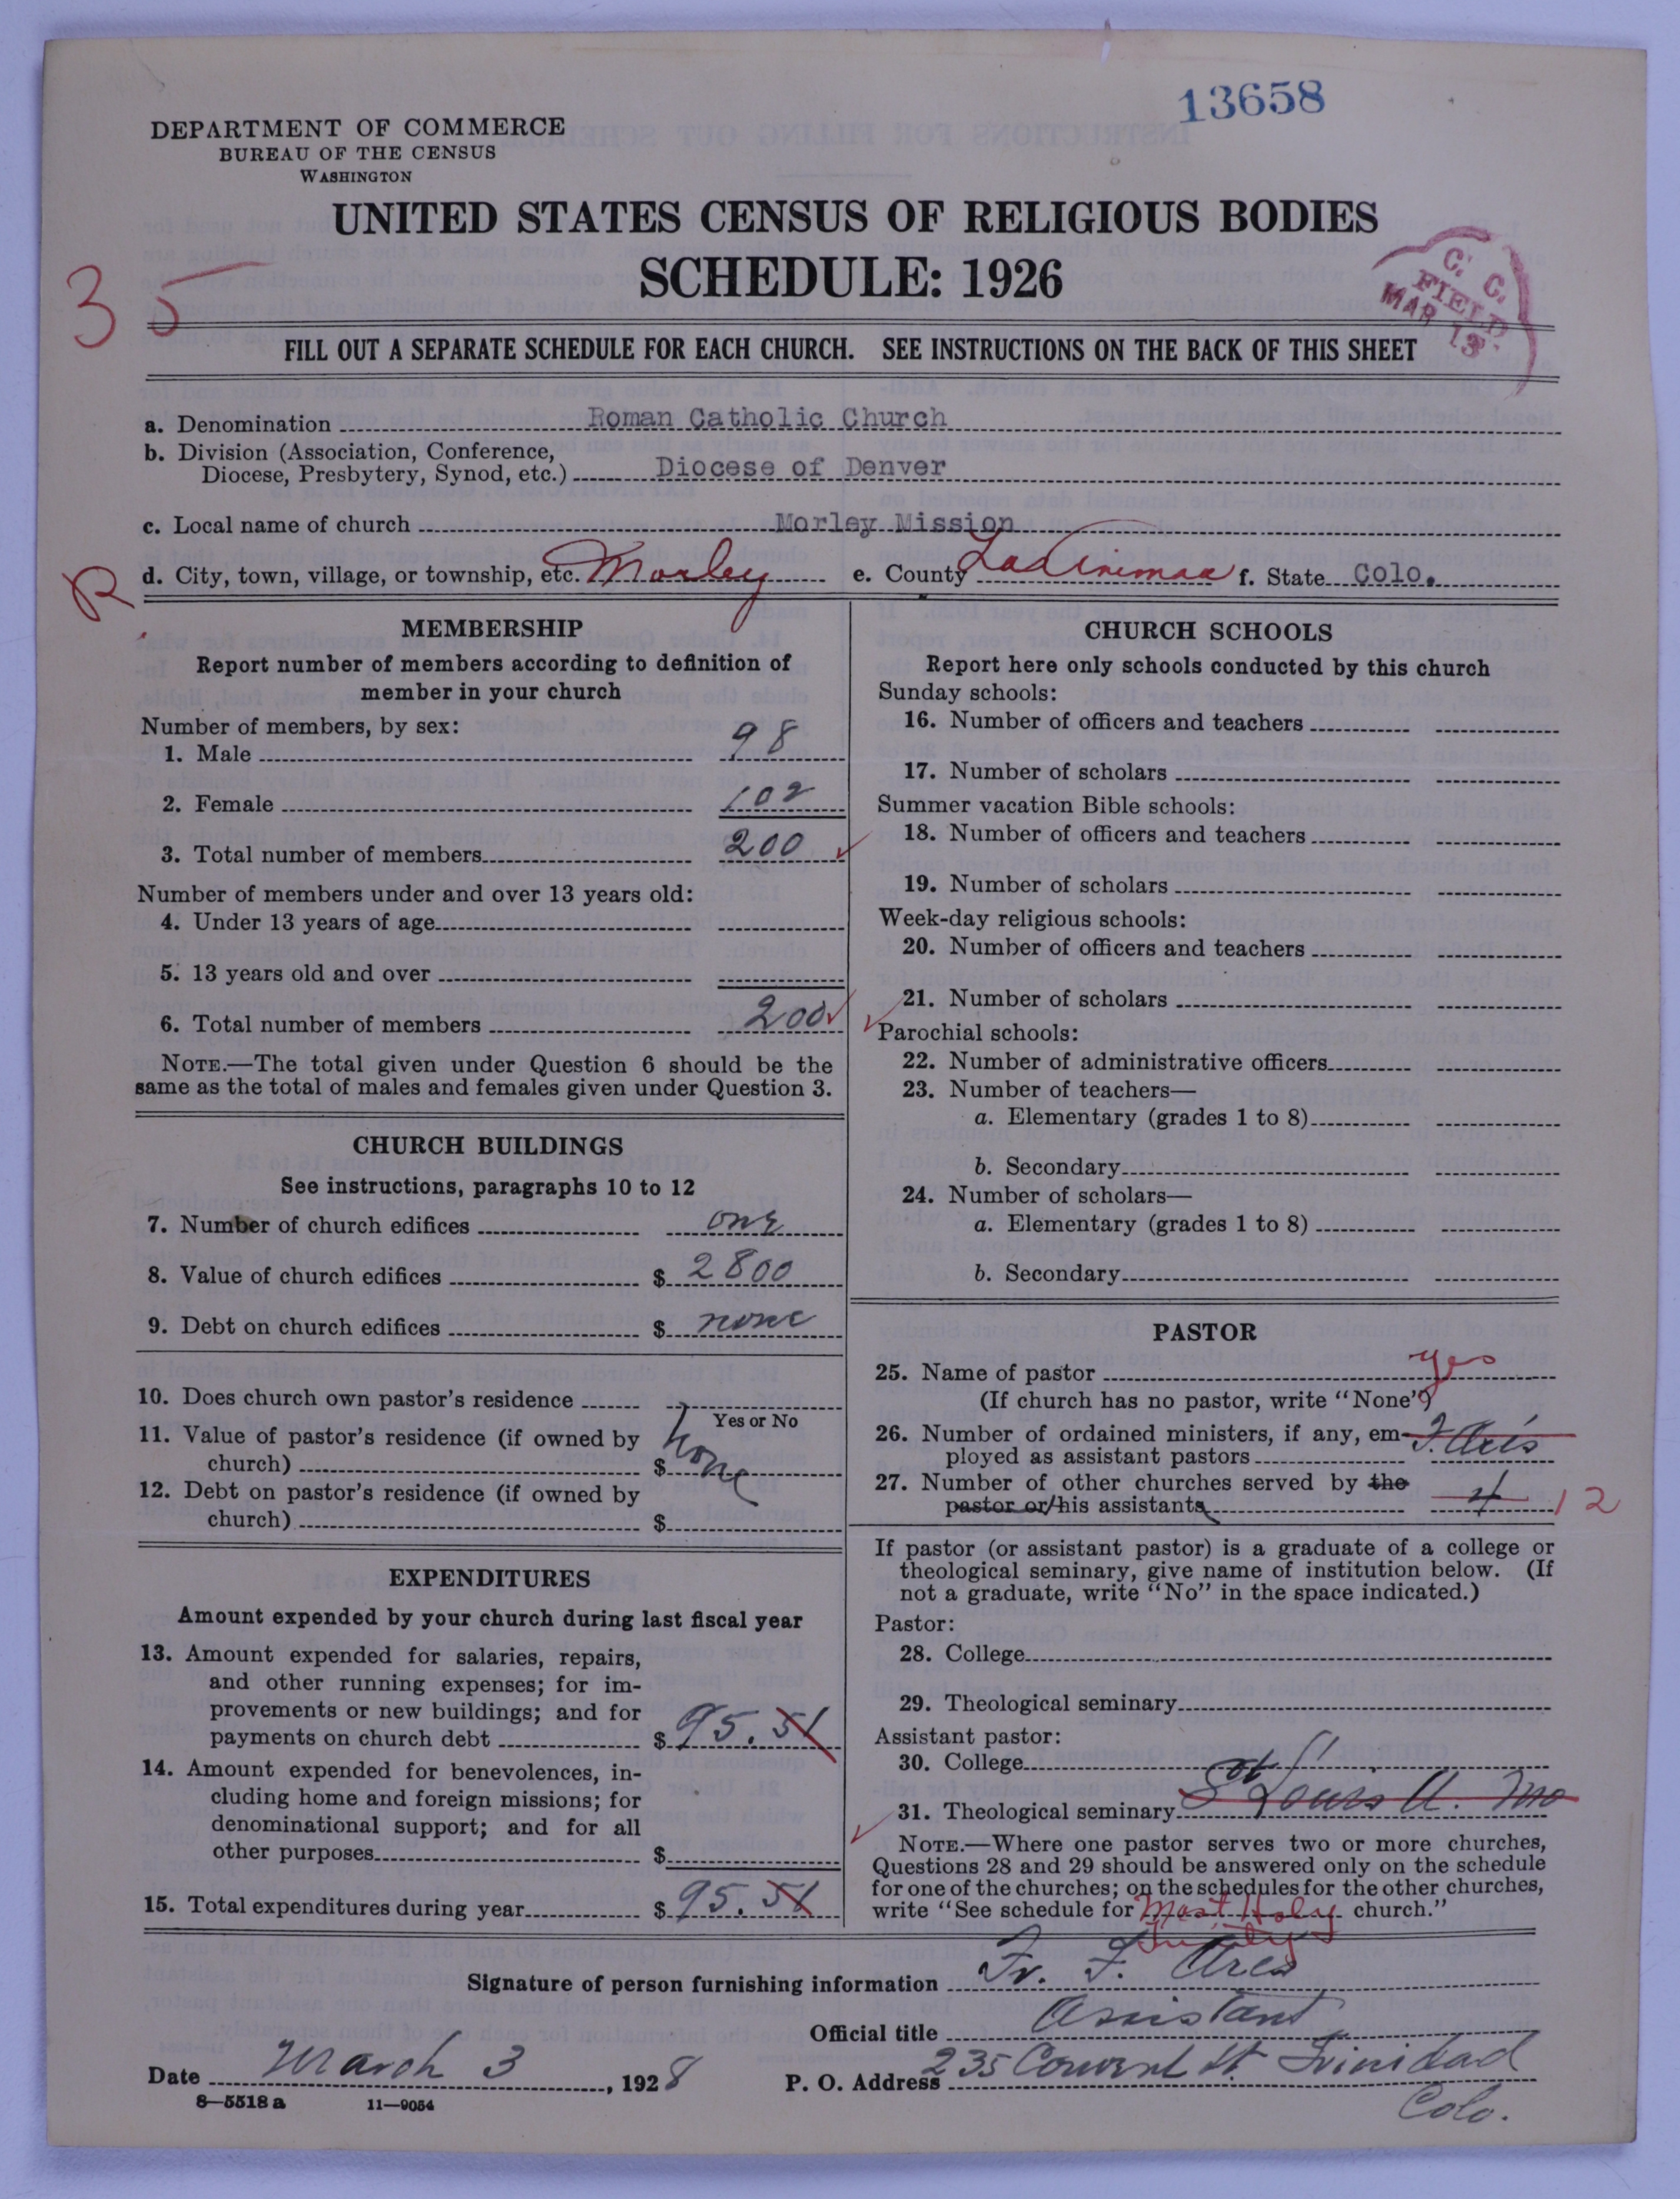 13658
DEPARTMENT OF COMMERCE
BUREAU OF THE CENSUS
WASHINGTON
UNITED STATES CENSUS OF RELIGIOUS BODIES
SCHEDULE: 1926
35
C. C.
FIELD
MAR 13
FILL OUT A SEPARATE SCHEDULE FOR EACH CHURCH. SEE INSTRUCTIONS ON THE BACK OF THIS SHEET
a. Denomination Roman Catholic Church
b. Division (Association, Conference,
Diocese, Presbytery, Synod, etc.) Diocese of Denver
c. Local name of church Morley Mission
R
d. City, town, village, or township, etc. Morley e. County Las Animas f. State Colo.
MEMBERSHIP
Report number of members according to definition of
member in your church
Number of members, by sex:
1. Male 98
2. Female 102
3. Total number of members 200
Number of members under and over 13 years old:
4. Under 13 years of age
5. 13 years old and over
6. Total number of members 200
NOTE.—The total given under Question 6 should be the
same as the total of males and females given under Question 3.
CHURCH BUILDINGS
See instructions, paragraphs 10 to 12
7. Number of church edifices one
8. Value of church edifices $ 2800
9. Debt on church edifices $ none
10. Does church own pastor's residence
Yes or No
11. Value of pastor's residence (if owned by
church) $ none
12. Debt on pastor's residence (if owned by
church) $
EXPENDITURES
Amount expended by your church during last fiscal year
13. Amount expended for salaries, repairs,
and other running expenses; for im-
provements or new buildings; and for
payments on church debt $ 95.51
14. Amount expended for benevolences, in-
cluding home and foreign missions; for
denominational support; and for all
other purposes $
15. Total expenditures during year $ 95.51
CHURCH SCHOOLS
Report here only schools conducted by this church
Sunday schools:
16. Number of officers and teachers
17. Number of scholars
Summer vacation Bible schools:
18. Number of officers and teachers
19. Number of scholars
Week-day religious schools:
20. Number of officers and teachers
21. Number of scholars
Parochial schools:
22. Number of administrative officers
23. Number of teachers—
a. Elementary (grades 1 to 8)
b. Secondary
24. Number of scholars—
a. Elementary (grades 1 to 8)
b. Secondary
PASTOR
25. Name of pastor yes
(If church has no pastor, write "None")
26. Number of ordained ministers, if any, em-
ployed as assistant pastors F. Ares
27. Number of other churches served by the
pastor or his assistants 4 12
If pastor (or assistant pastor) is a graduate of a college or
theological seminary, give name of institution below. (If
not a graduate, write "No" in the space indicated.)
Pastor:
28. College
29. Theological seminary
Assistant pastor:
30. College
31. Theological seminary St Louis U. Mo
NOTE.—Where one pastor serves two or more churches,
Questions 28 and 29 should be answered only on the schedule
for one of the churches; on the schedules for the other churches,
write "See schedule for Most Holy Trinity church."
Signature of person furnishing information Fr. F. Ares
Official title Assistant
Date March 3, 1928 P. O. Address 235 Convent St Trinidad
Colo.
8—5518a 11—9054